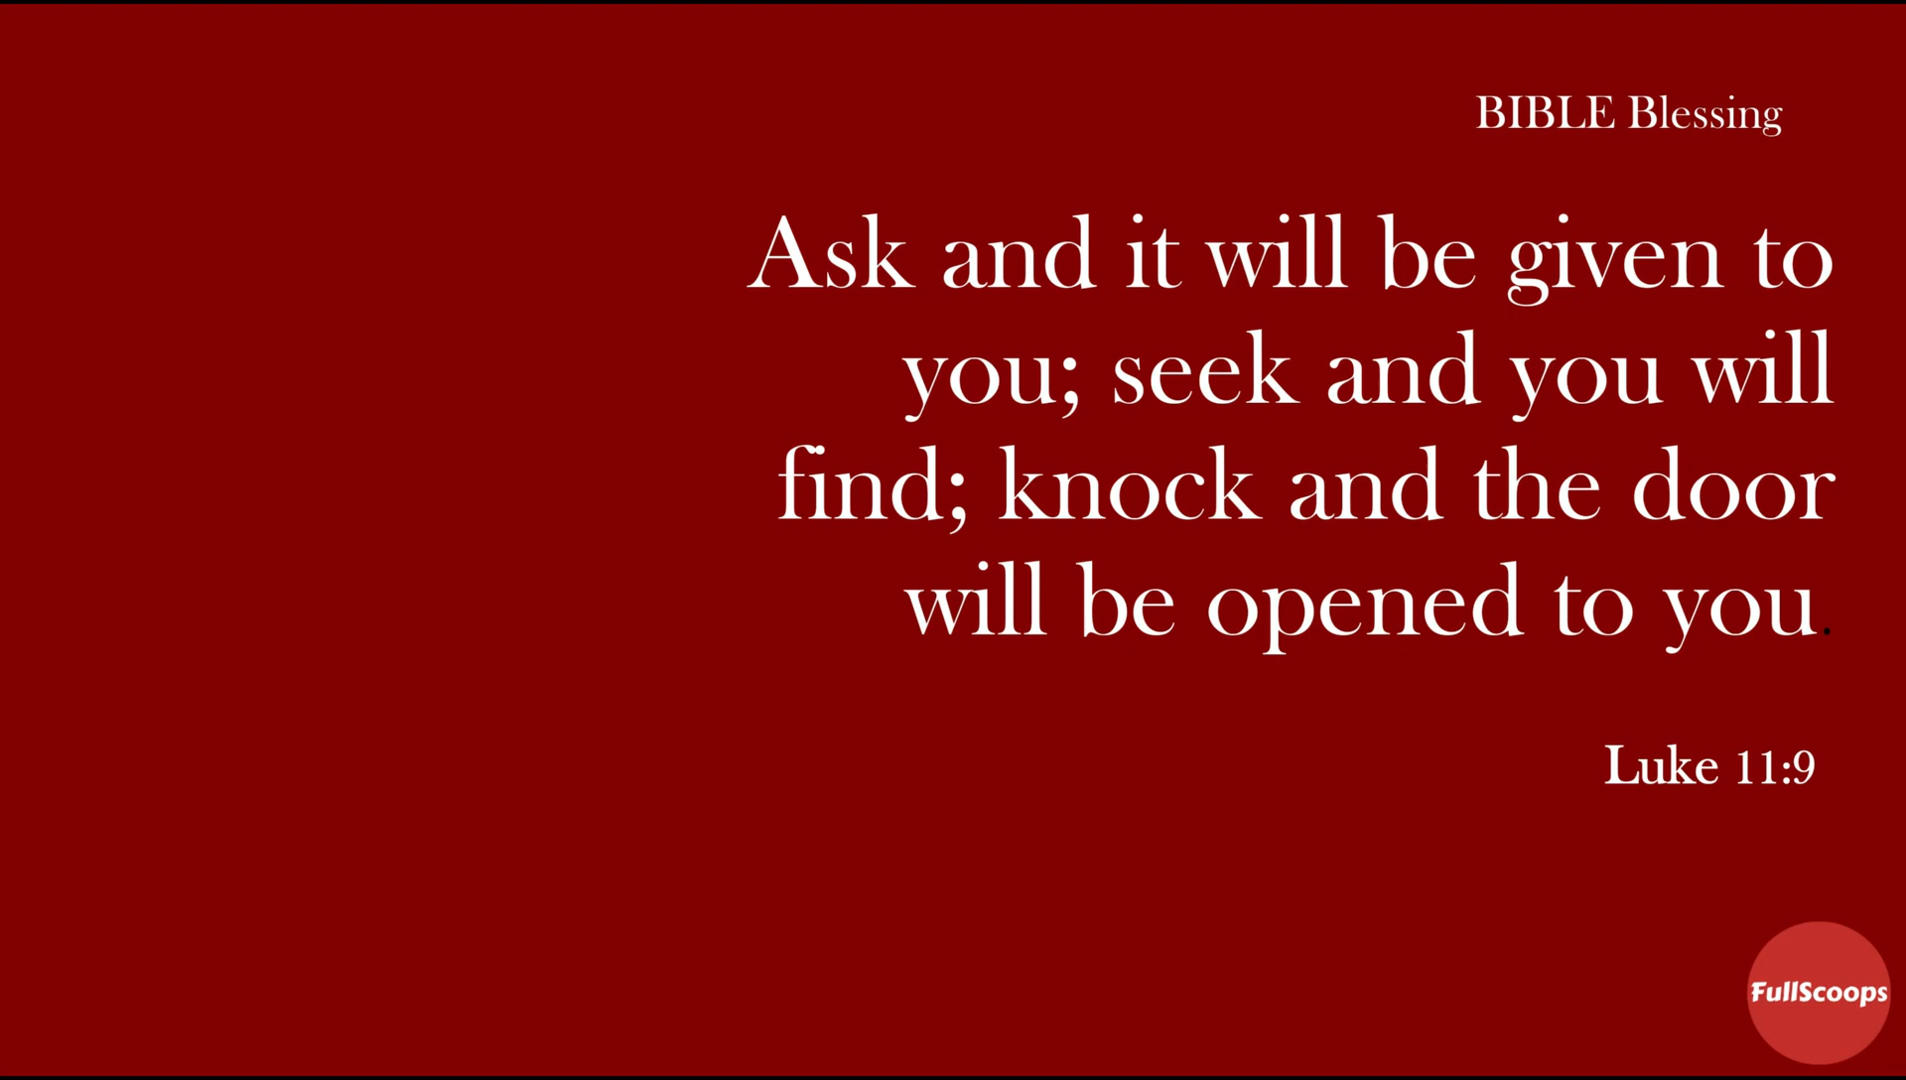 BIBLE Blessing
Ask and it will be given to
you; seek and you will
find; knock and the door
will be opened to you.
Luke 11:9
FullScoops